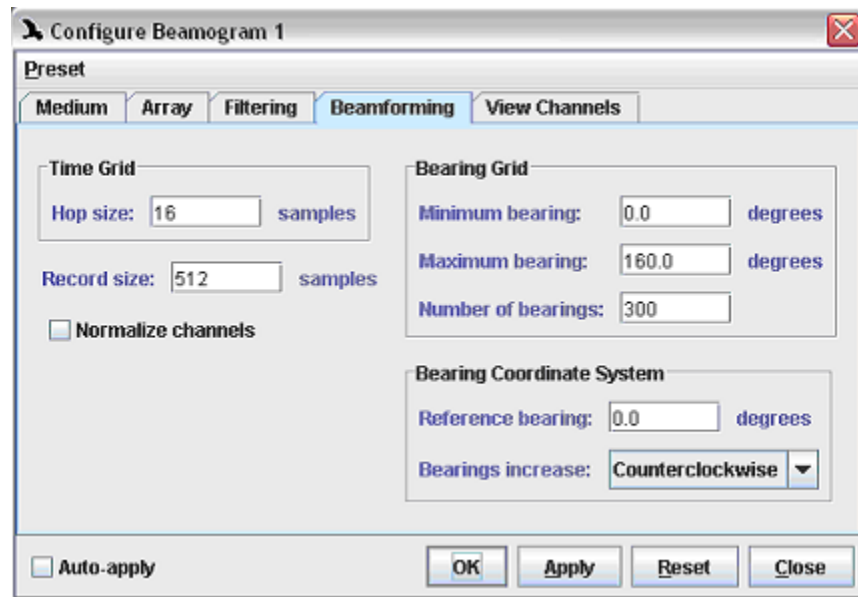 Configure Beamogram 1
Preset
Medium Array Filtering Beamforming View Channels
Time Grid
Hop size: 16 samples
Record size: 512 samples
Normalize channels
Bearing Grid
Minimum bearing: 0.0 degrees
Maximum bearing: 160.0 degrees
Number of bearings: 300
Bearing Coordinate System
Reference bearing: 0.0 degrees
Bearings increase: Counterclockwise
Auto-apply OK Apply Reset Close